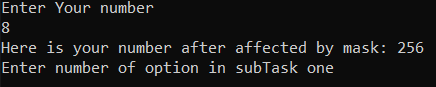 Enter Your number
8
Here is your number after affected by mask: 256
Enter number of option in subTask one